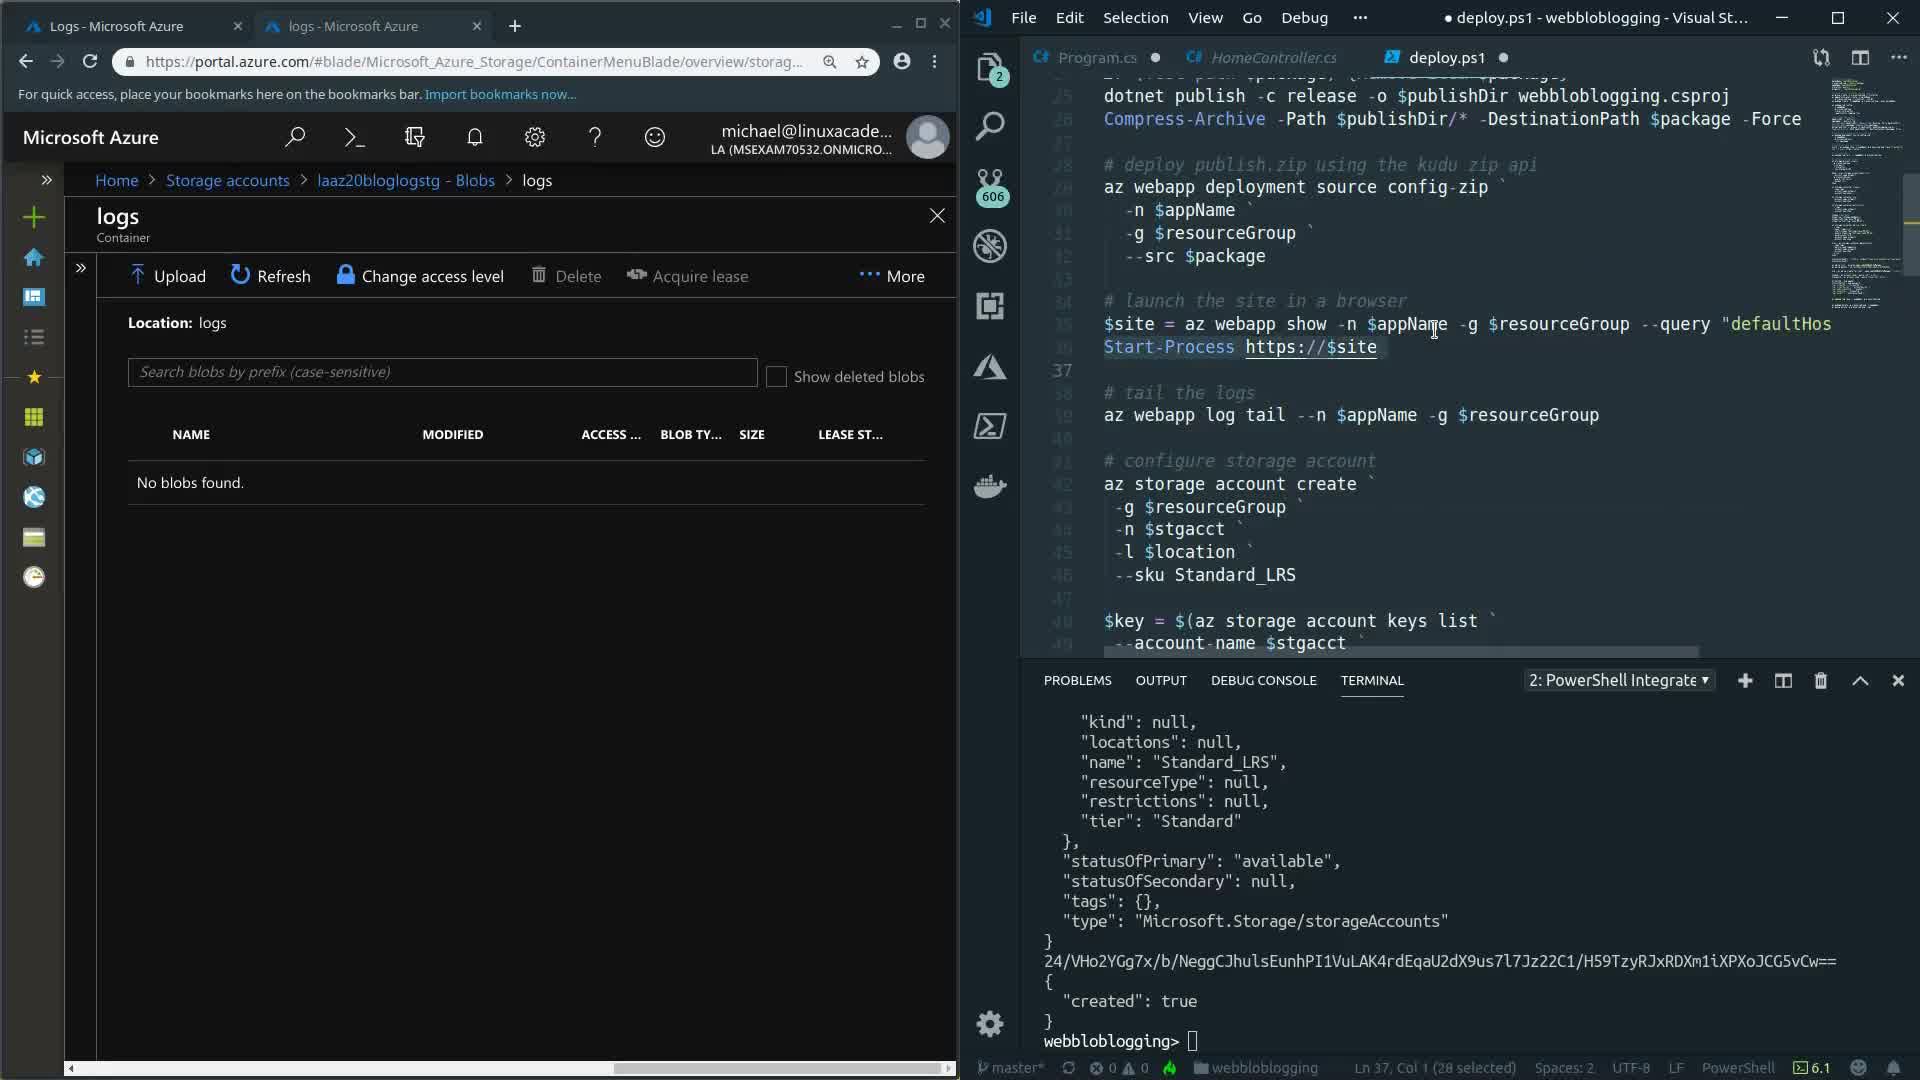 Logs - Microsoft Azure
logs - Microsoft Azure
https://portal.azure.com/#blade/Microsoft_Azure_Storage/ContainerMenuBlade/overview/storag...
For quick access, place your bookmarks here on the bookmarks bar. Import bookmarks now...
Microsoft Azure
michael@linuxacade...
LA (MSEXAM70532.ONMICRO...
Home > Storage accounts > laaz20bloglogstg - Blobs > logs
logs
Container
Upload Refresh Change access level Delete Acquire lease ... More
Location: logs
Search blobs by prefix (case-sensitive)
Show deleted blobs
NAME MODIFIED ACCESS ... BLOB TY... SIZE LEASE ST...
No blobs found.
File Edit Selection View Go Debug ...
● deploy.ps1 - webbloblogging - Visual St...
Program.cs ● HomeController.cs deploy.ps1 ●
2
606
25 dotnet publish -c release -o $publishDir webbloblogging.csproj
26 Compress-Archive -Path $publishDir/* -DestinationPath $package -Force
27
28 # deploy publish.zip using the kudu zip api
29 az webapp deployment source config-zip `
30 -n $appName `
31 -g $resourceGroup `
32 --src $package
33
34 # launch the site in a browser
35 $site = az webapp show -n $appName -g $resourceGroup --query "defaultHos
36 Start-Process https://$site
37
38 # tail the logs
39 az webapp log tail --n $appName -g $resourceGroup
40
41 # configure storage account
42 az storage account create `
43 -g $resourceGroup `
44 -n $stgacct `
45 -l $location `
46 --sku Standard_LRS
47
48 $key = $(az storage account keys list `
49 --account-name $stgacct `
PROBLEMS OUTPUT DEBUG CONSOLE TERMINAL
2: PowerShell Integrate
"kind": null,
"locations": null,
"name": "Standard_LRS",
"resourceType": null,
"restrictions": null,
"tier": "Standard"
},
"statusOfPrimary": "available",
"statusOfSecondary": null,
"tags": {},
"type": "Microsoft.Storage/storageAccounts"
}
24/VHo2YGg7x/b/NeggCJhulsEunhPI1VuLAK4rdEqaU2dX9us7l7Jz22C1/H59TzyRJxRDXm1iXPXoJCG5vCw==
{
"created": true
}
webbloblogging>
master* 0 0 webbloblogging Ln 37, Col 1 (28 selected) Spaces: 2 UTF-8 LF PowerShell 6.1